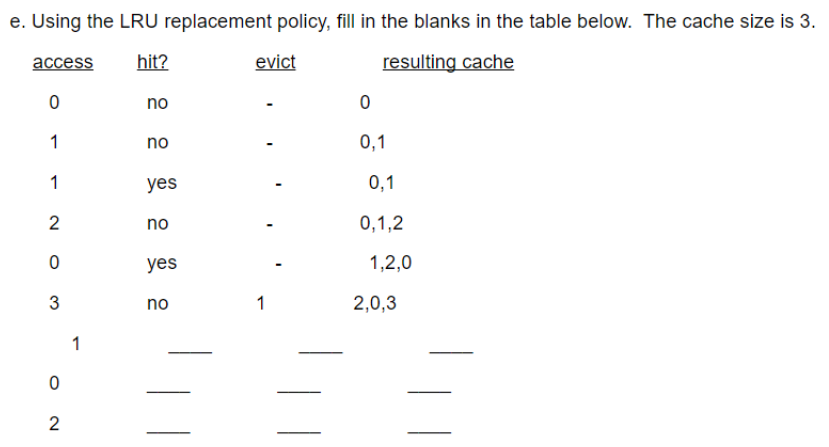 e. Using the LRU replacement policy, fill in the blanks in the table below.  The cache size is 3.
access hit? evict resulting cache
0 no - 0
1 no - 0,1
1 yes - 0,1
2 no - 0,1,2
0 yes - 1,2,0
3 no 1 2,0,3
1 ____ ____ ____
0 ____ ____ ____
2 ____ ____ ____